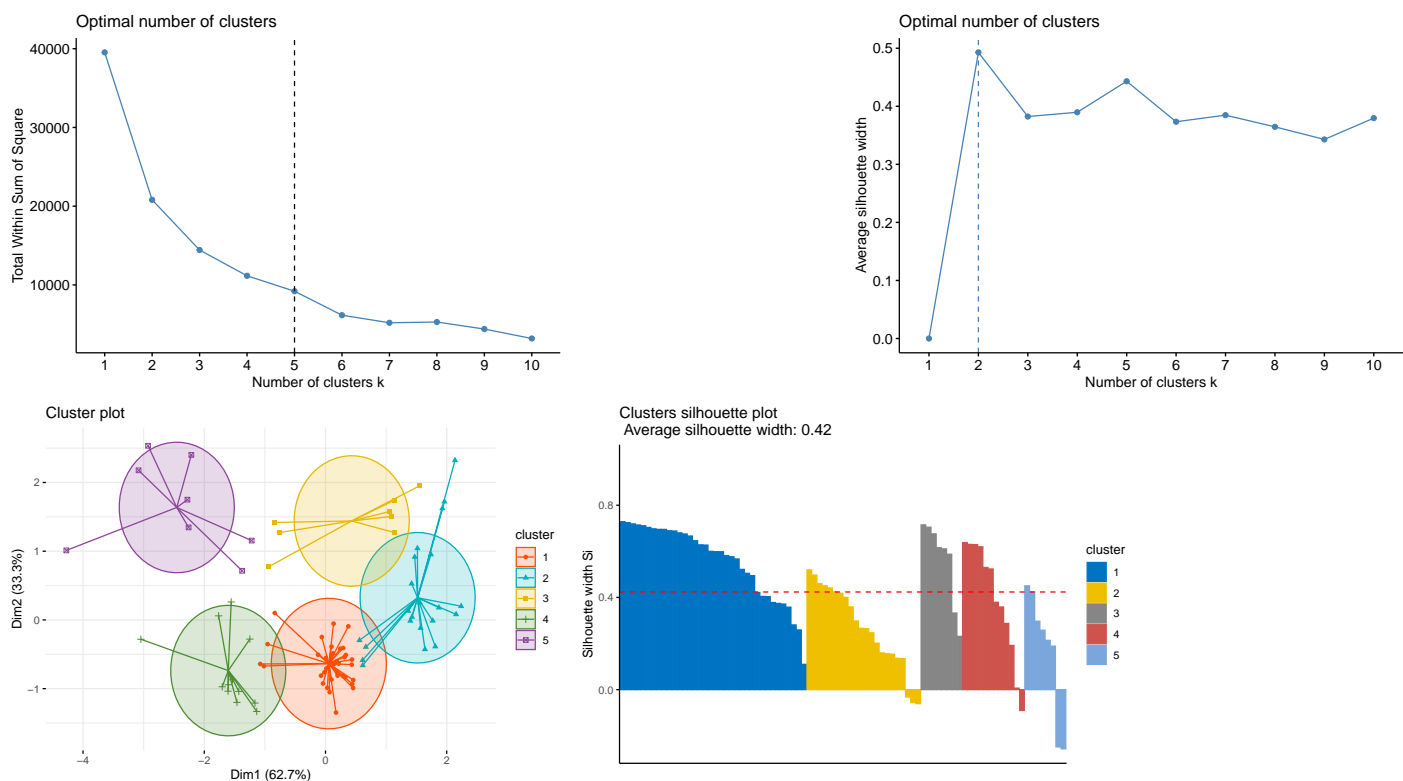 Optimal number of clusters
Total Within Sum of Square
40000
30000
20000
10000
1 2 3 4 5 6 7 8 9 10
Number of clusters k
Optimal number of clusters
Average silhouette width
0.5
0.4
0.3
0.2
0.1
0.0
1 2 3 4 5 6 7 8 9 10
Number of clusters k
Cluster plot
Dim2 (33.3%)
2
1
0
−1
−4 −2 0 2
Dim1 (62.7%)
cluster
1
2
3
4
5
Clusters silhouette plot
Average silhouette width: 0.42
Silhouette width Si
0.8
0.4
0.0
cluster
1
2
3
4
5